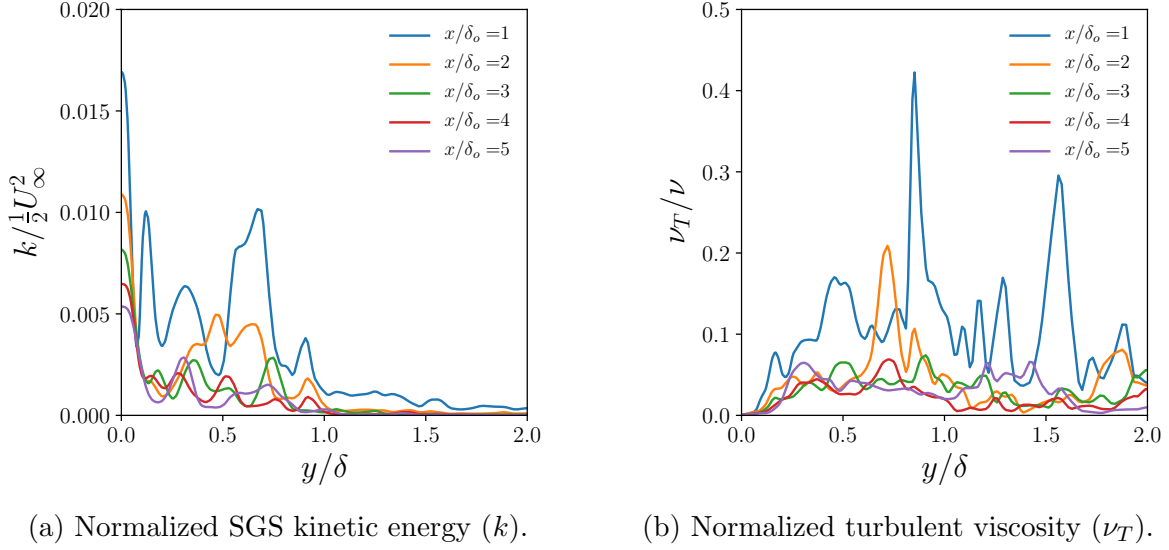 0.020
0.015
0.010
0.005
0.000
k/½U²∞
x/δₒ =1
x/δₒ =2
x/δₒ =3
x/δₒ =4
x/δₒ =5
0.0 0.5 1.0 1.5 2.0
y/δ
(a) Normalized SGS kinetic energy (k).
0.5
0.4
0.3
0.2
0.1
0.0
ν_T/ν
x/δₒ =1
x/δₒ =2
x/δₒ =3
x/δₒ =4
x/δₒ =5
0.0 0.5 1.0 1.5 2.0
y/δ
(b) Normalized turbulent viscosity (ν_T).